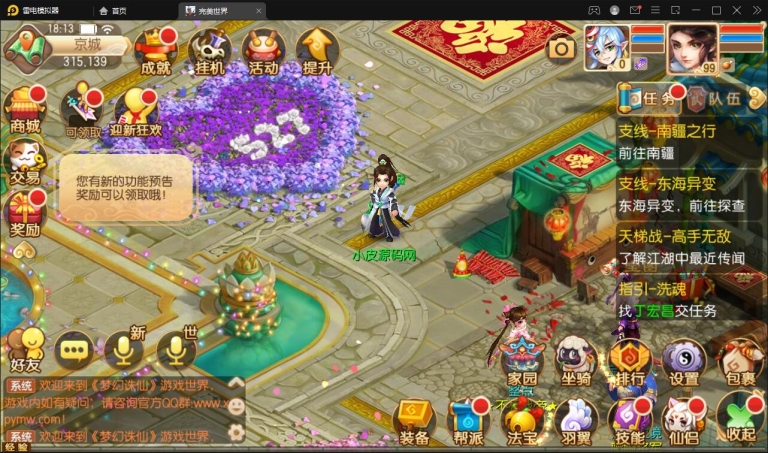 雷电模拟器
首页
完美世界
18:13
京城
315,139
成就
挂机
活动
提升
0
99
任务
队伍
商城
可领取
迎新狂欢
交易
奖励
527
您有新的功能预告
奖励可以领取哦！
支线-南疆之行
前往南疆
支线-东海异变
东海异变，前往探查
天梯战-高手无敌
了解江湖中最近传闻
指引-洗魂
找丁宏昌交任务
小皮源码网
福
好友
新
世
系统 欢迎来到《梦幻诛仙》游戏世界、
游戏内如有疑问，请咨询官方QQ群:www.x
pymw.com!
系统 欢迎来到《梦幻诛仙》游戏世界、
经验
家园
坐骑
排行
设置
包裹
装备
帮派
法宝
羽翼
技能
仙侣
收起